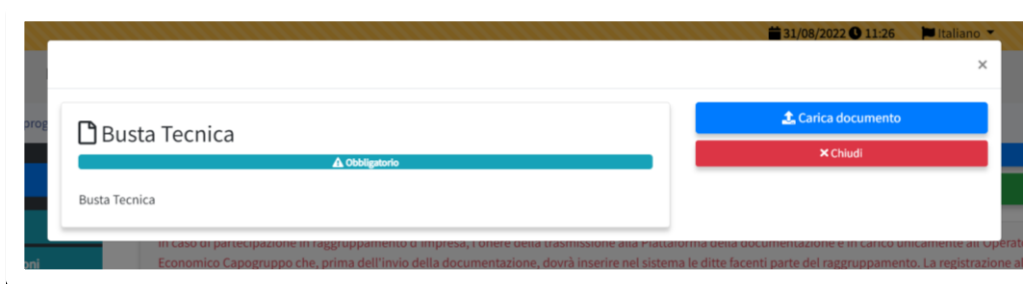 31/08/2022 11:26 italiano
×
Busta Tecnica
Carica documento
Obbligatorio
Chiudi
Busta Tecnica
In caso di partecipazione in raggruppamento d'impresa, l'onere della trasmissione alla Piattaforma della documentazione è in carico unicamente all'Operat
Economico Capogruppo che, prima dell'invio della documentazione, dovrà inserire nel sistema le ditte facenti parte del raggruppamento. La registrazione al